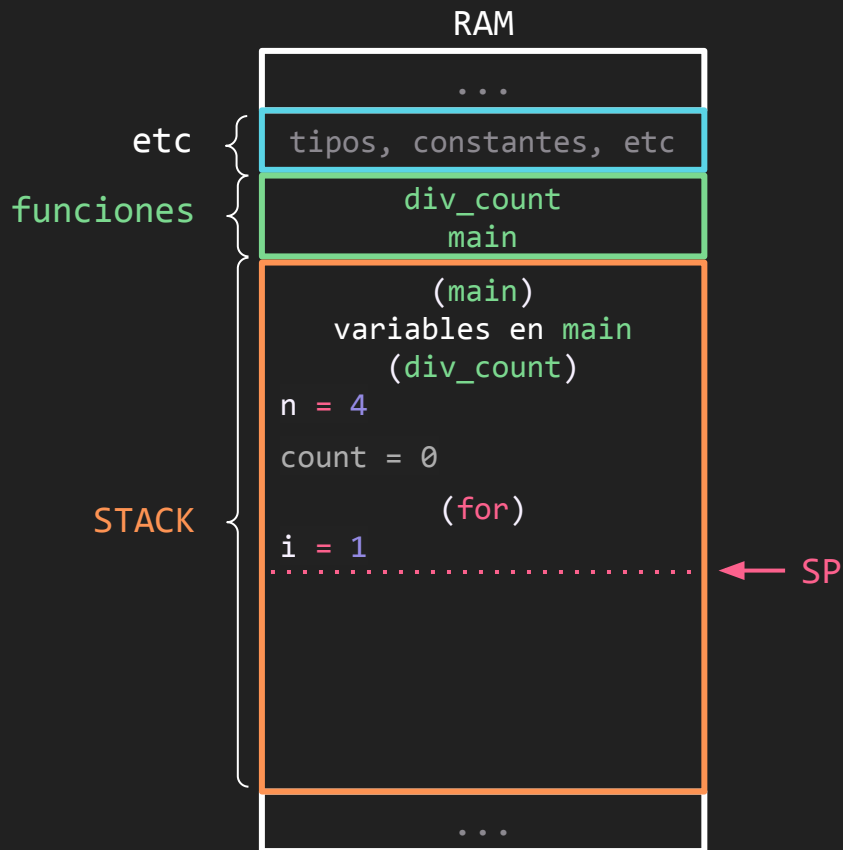 RAM
...
etc
tipos, constantes, etc
funciones
div_count
main
(main)
variables en main
(div_count)
n = 4
count = 0
(for)
STACK
i = 1
SP
...